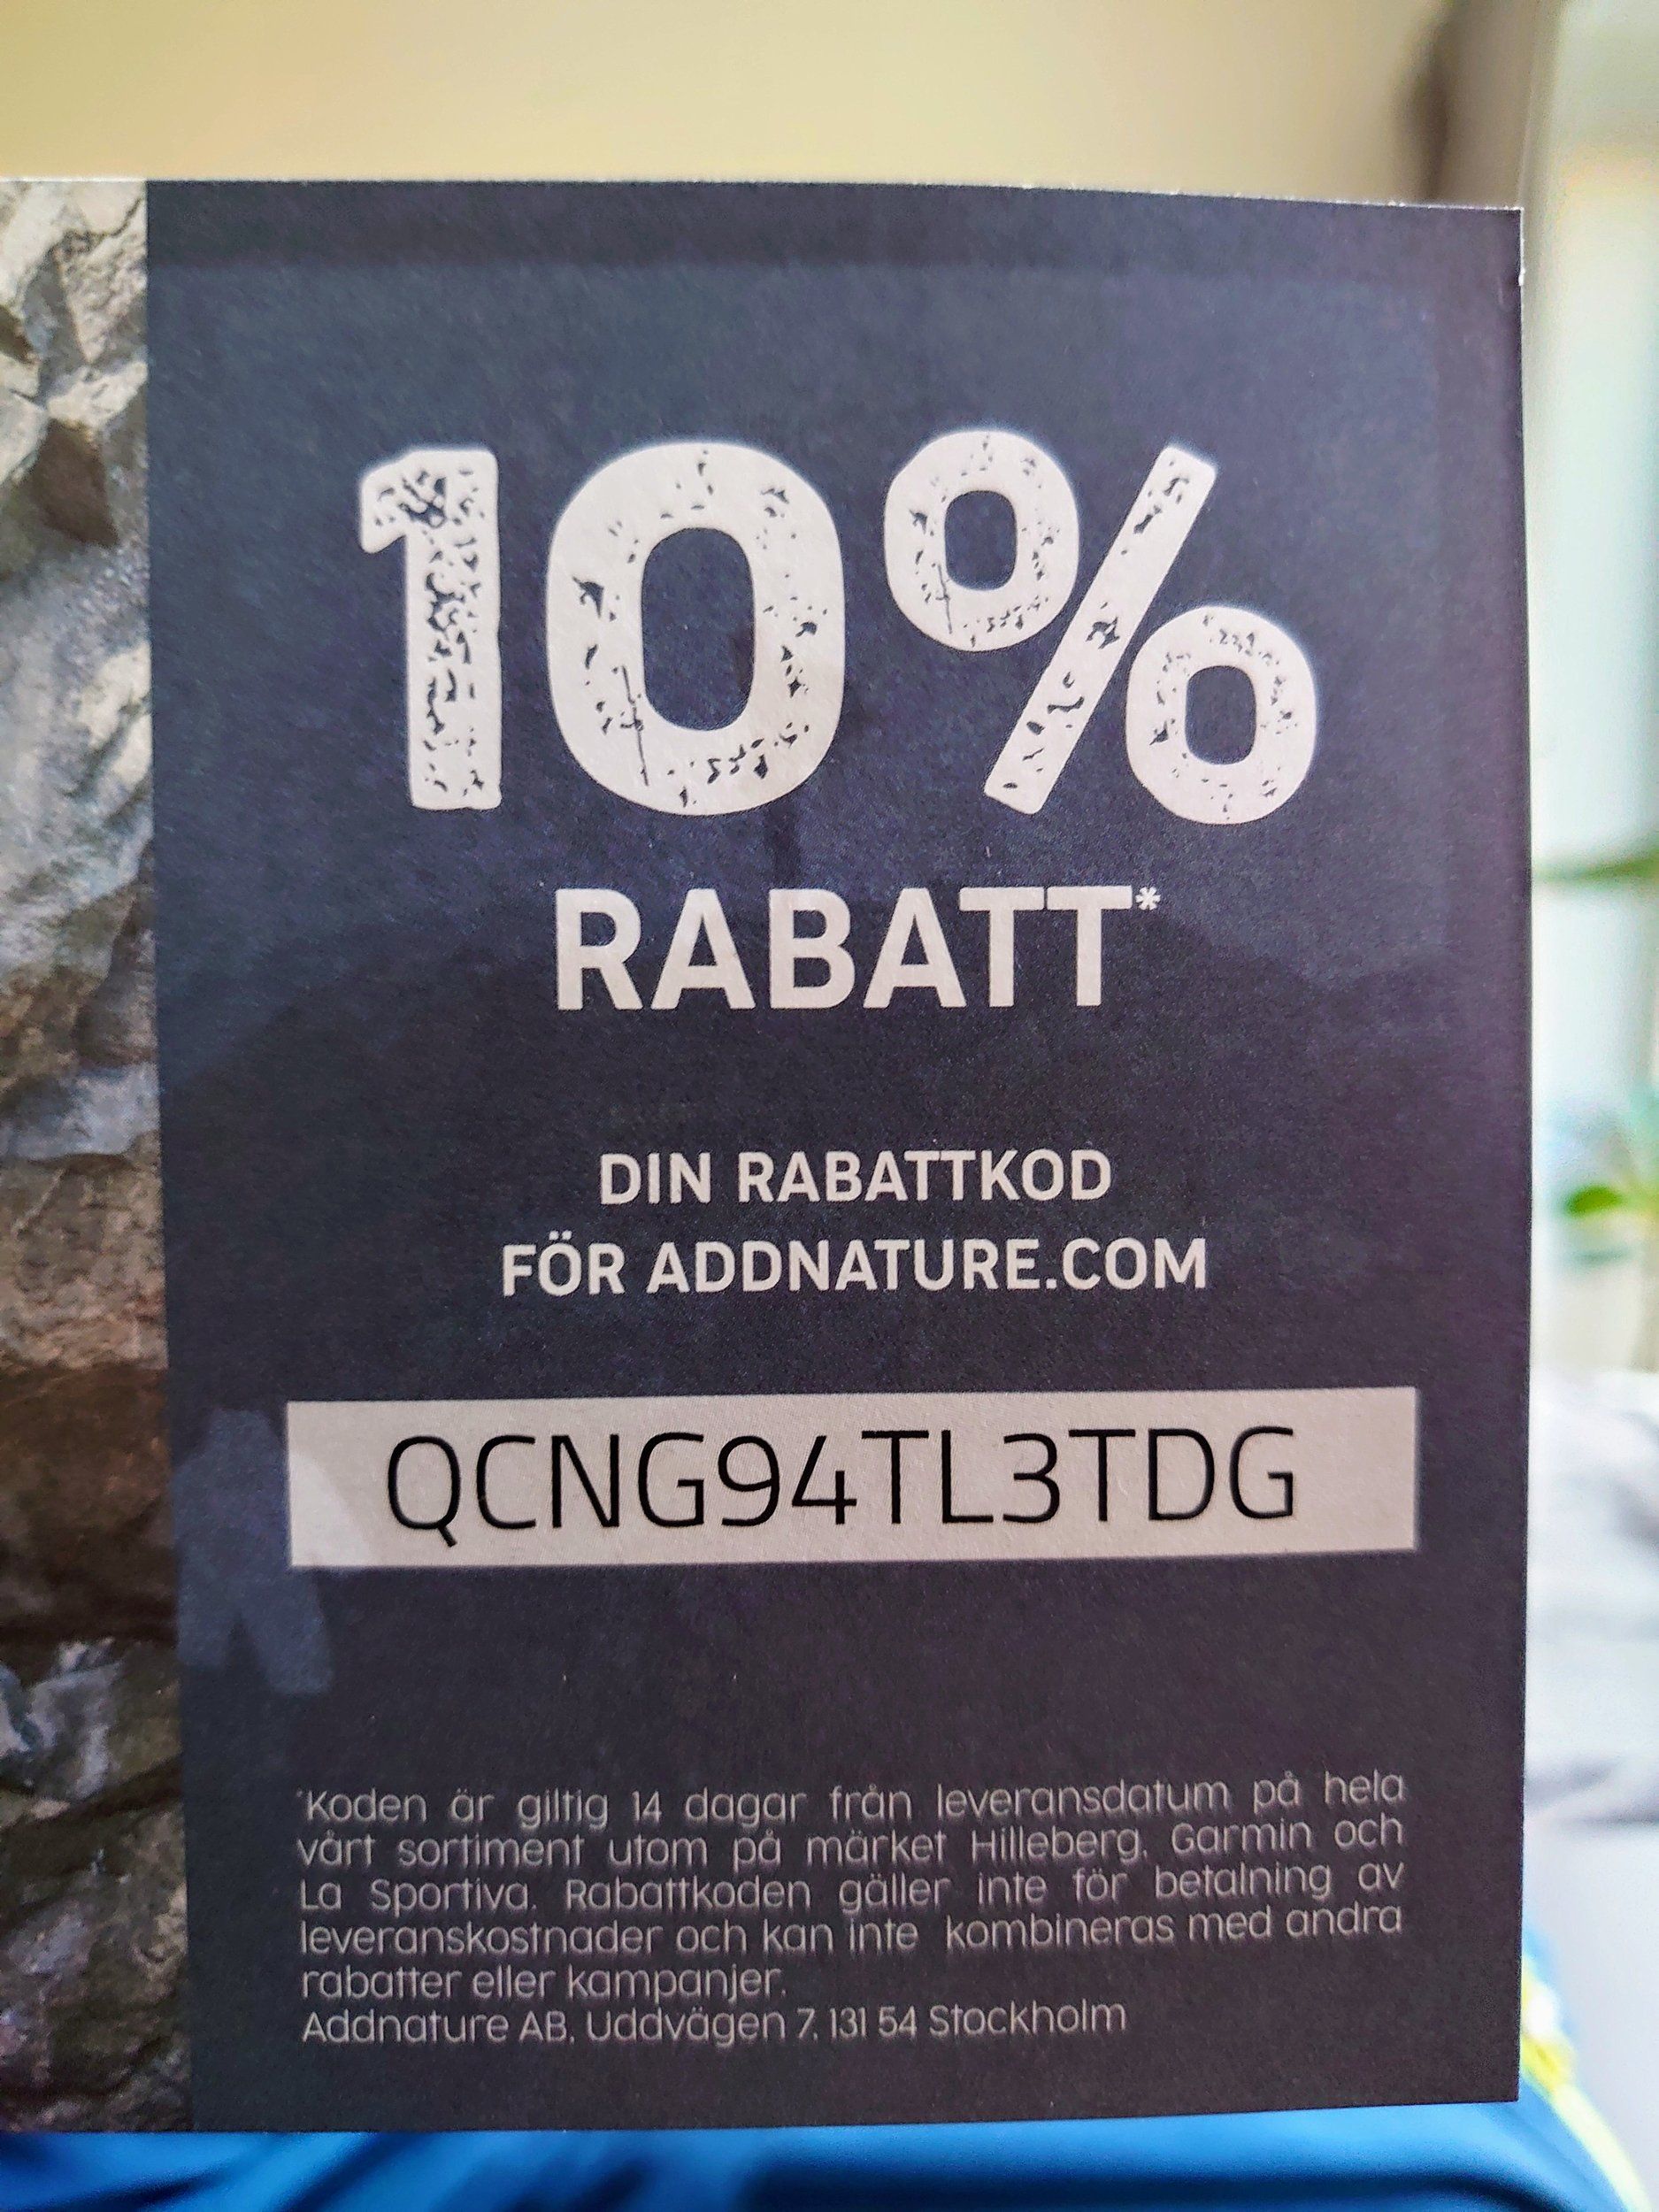 10%
RABATT*
DIN RABATTKOD
FÖR ADDNATURE.COM
QCNG94TL3TDG
*Koden är giltig 14 dagar från leveransdatum på hela
vårt sortiment utom på märket Hilleberg, Garmin och
La Sportiva. Rabattkoden gäller inte för betalning av
leveranskostnader och kan inte kombineras med andra
rabatter eller kampanjer.
Addnature AB, Uddvägen 7, 131 54 Stockholm